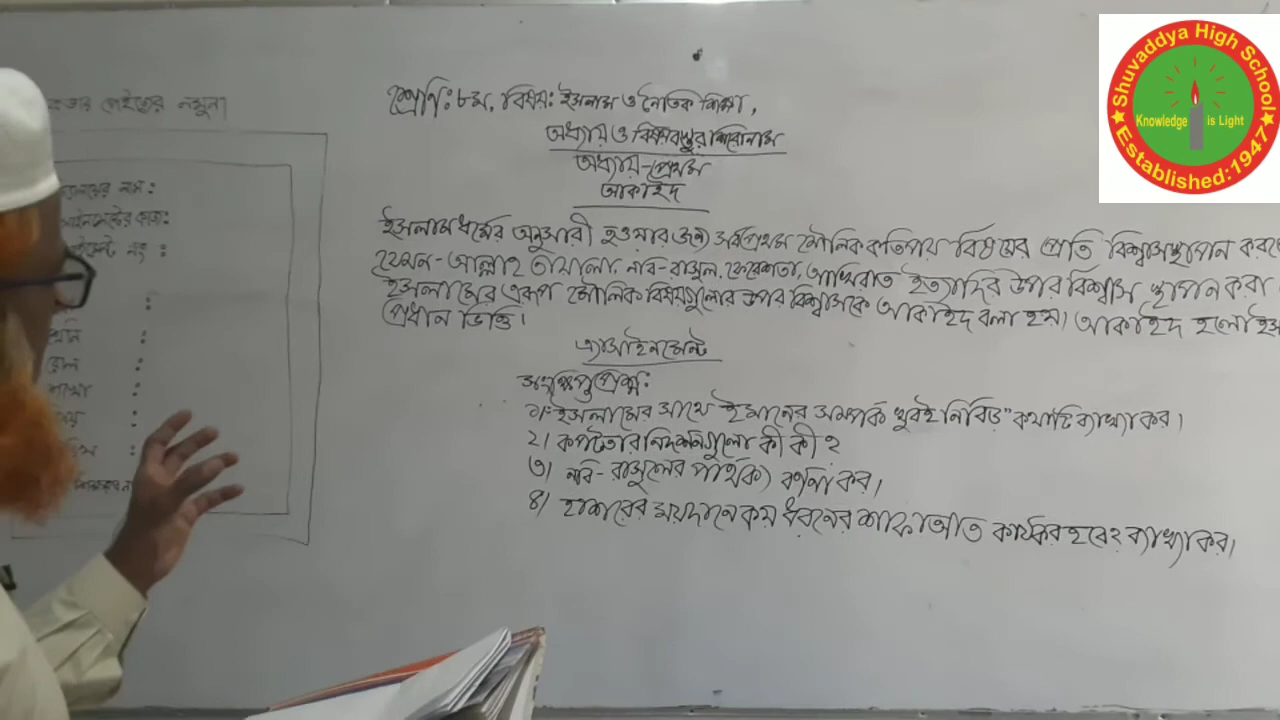 নমুনা
নামের নাম :
নং :
:
:
রোল :
শাখা :
:
:
শ্রেণি: ৮ম, বিষয়: ইসলাম ও নৈতিক শিক্ষা,
অধ্যায় ও বিষয়বস্তুর শিরোনাম
অধ্যায়-প্রথম
আকাইদ
ইসলাম ধর্মের অনুসারী হওয়ার জন্য সর্বপ্রথম মৌলিক কতিপয় বিষয়ের প্রতি বিশ্বাস স্থাপন করতে
যেমন- আল্লাহ তায়ালা, নবি-রাসুল, ফেরেশতা, আখিরাত ইত্যাদির উপর বিশ্বাস স্থাপন করা।
ইসলামের এরূপ মৌলিক বিষয়গুলোর উপর বিশ্বাসকে আকাইদ বলা হয়। আকাইদ হলো
প্রধান ভিত্তি।
এ্যাসাইনমেন্ট
সংক্ষিপ্ত প্রশ্ন:
১। ইসলামের সাথে ইমানের সম্পর্ক খুবই নিবিড়" কথাটি ব্যাখ্যা কর।
২। কপটতার নিদর্শনগুলো কী কী ?
৩। নবি-রাসুলের পার্থক্য বর্ণনা কর।
৪। হাশরের ময়দানে কয় ধরনের শাফাআত কার্যকর হবে? ব্যাখ্যা কর।
Shuvaddya High School
Knowledge is Light
Established:1947